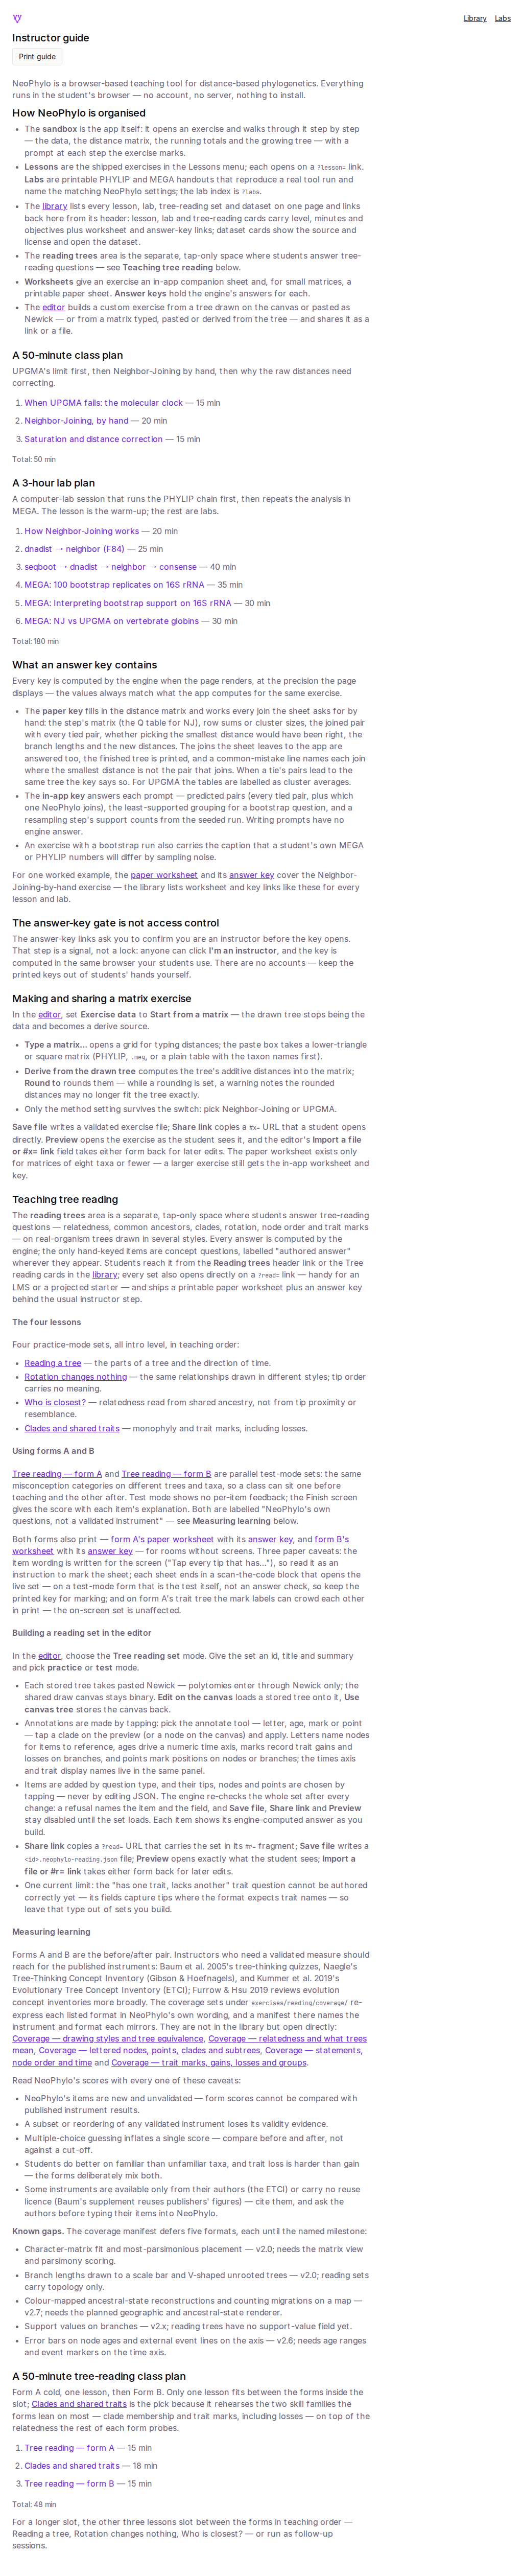 Library Labs
Instructor guide
Print guide
NeoPhylo is a browser-based teaching tool for distance-based phylogenetics. Everything
runs in the student's browser — no account, no server, nothing to install.
How NeoPhylo is organised
• The sandbox is the app itself: it opens an exercise and walks through it step by step
— the data, the distance matrix, the running totals and the growing tree — with a
prompt at each step the exercise marks.
• Lessons are the shipped exercises in the Lessons menu; each opens on a ?lesson= link.
Labs are printable PHYLIP and MEGA handouts that reproduce a real tool run and
name the matching NeoPhylo settings; the lab index is ?labs.
• The library lists every lesson, lab, tree-reading set and dataset on one page and links
back here from its header: lesson, lab and tree-reading cards carry level, minutes and
objectives plus worksheet and answer-key links; dataset cards show the source and
license and open the dataset.
• The reading trees area is the separate, tap-only space where students answer tree-
reading questions — see Teaching tree reading below.
• Worksheets give an exercise an in-app companion sheet and, for small matrices, a
printable paper sheet. Answer keys hold the engine's answers for each.
• The editor builds a custom exercise from a tree drawn on the canvas or pasted as
Newick — or from a matrix typed, pasted or derived from the tree — and shares it as a
link or a file.
A 50-minute class plan
UPGMA's limit first, then Neighbor-Joining by hand, then why the raw distances need
correcting.
1. When UPGMA fails: the molecular clock — 15 min
2. Neighbor-Joining, by hand — 20 min
3. Saturation and distance correction — 15 min
Total: 50 min
A 3-hour lab plan
A computer-lab session that runs the PHYLIP chain first, then repeats the analysis in
MEGA. The lesson is the warm-up; the rest are labs.
1. How Neighbor-Joining works — 20 min
2. dnadist → neighbor (F84) — 25 min
3. seqboot → dnadist → neighbor → consense — 40 min
4. MEGA: 100 bootstrap replicates on 16S rRNA — 35 min
5. MEGA: Interpreting bootstrap support on 16S rRNA — 30 min
6. MEGA: NJ vs UPGMA on vertebrate globins — 30 min
Total: 180 min
What an answer key contains
Every key is computed by the engine when the page renders, at the precision the page
displays — the values always match what the app computes for the same exercise.
• The paper key fills in the distance matrix and works every join the sheet asks for by
hand: the step's matrix (the Q table for NJ), row sums or cluster sizes, the joined pair
with every tied pair, whether picking the smallest distance would have been right, the
branch lengths and the new distances. The joins the sheet leaves to the app are
answered too, the finished tree is printed, and a common-mistake line names each join
where the smallest distance is not the pair that joins. When a tie's pairs lead to the
same tree the key says so. For UPGMA the tables are labelled as cluster averages.
• The in-app key answers each prompt — predicted pairs (every tied pair, plus which
one NeoPhylo joins), the least-supported grouping for a bootstrap question, and a
resampling step's support counts from the seeded run. Writing prompts have no
engine answer.
• An exercise with a bootstrap run also carries the caption that a student's own MEGA
or PHYLIP numbers will differ by sampling noise.
For one worked example, the paper worksheet and its answer key cover the Neighbor-
Joining-by-hand exercise — the library lists worksheet and key links like these for every
lesson and lab.
The answer-key gate is not access control
The answer-key links ask you to confirm you are an instructor before the key opens.
That step is a signal, not a lock: anyone can click I'm an instructor, and the key is
computed in the same browser your students use. There are no accounts — keep the
printed keys out of students' hands yourself.
Making and sharing a matrix exercise
In the editor, set Exercise data to Start from a matrix — the drawn tree stops being the
data and becomes a derive source.
• Type a matrix… opens a grid for typing distances; the paste box takes a lower-triangle
or square matrix (PHYLIP, .meg, or a plain table with the taxon names first).
• Derive from the drawn tree computes the tree's additive distances into the matrix;
Round to rounds them — while a rounding is set, a warning notes the rounded
distances may no longer fit the tree exactly.
• Only the method setting survives the switch: pick Neighbor-Joining or UPGMA.
Save file writes a validated exercise file; Share link copies a #x= URL that a student opens
directly. Preview opens the exercise as the student sees it, and the editor's Import a file
or #x= link field takes either form back for later edits. The paper worksheet exists only
for matrices of eight taxa or fewer — a larger exercise still gets the in-app worksheet and
key.
Teaching tree reading
The reading trees area is a separate, tap-only space where students answer tree-reading
questions — relatedness, common ancestors, clades, rotation, node order and trait marks
— on real-organism trees drawn in several styles. Every answer is computed by the
engine; the only hand-keyed items are concept questions, labelled "authored answer"
wherever they appear. Students reach it from the Reading trees header link or the Tree
reading cards in the library; every set also opens directly on a ?read= link — handy for an
LMS or a projected starter — and ships a printable paper worksheet plus an answer key
behind the usual instructor step.
The four lessons
Four practice-mode sets, all intro level, in teaching order:
• Reading a tree — the parts of a tree and the direction of time.
• Rotation changes nothing — the same relationships drawn in different styles; tip order
carries no meaning.
• Who is closest? — relatedness read from shared ancestry, not from tip proximity or
resemblance.
• Clades and shared traits — monophyly and trait marks, including losses.
Using forms A and B
Tree reading — form A and Tree reading — form B are parallel test-mode sets: the same
misconception categories on different trees and taxa, so a class can sit one before
teaching and the other after. Test mode shows no per-item feedback; the Finish screen
gives the score with each item's explanation. Both are labelled "NeoPhylo's own
questions, not a validated instrument" — see Measuring learning below.
Both forms also print — form A's paper worksheet with its answer key, and form B's
worksheet with its answer key — for rooms without screens. Three paper caveats: the
item wording is written for the screen ("Tap every tip that has…"), so read it as an
instruction to mark the sheet; each sheet ends in a scan-the-code block that opens the
live set — on a test-mode form that is the test itself, not an answer check, so keep the
printed key for marking; and on form A's trait tree the mark labels can crowd each other
in print — the on-screen set is unaffected.
Building a reading set in the editor
In the editor, choose the Tree reading set mode. Give the set an id, title and summary
and pick practice or test mode.
• Each stored tree takes pasted Newick — polytomies enter through Newick only; the
shared draw canvas stays binary. Edit on the canvas loads a stored tree onto it, Use
canvas tree stores the canvas back.
• Annotations are made by tapping: pick the annotate tool — letter, age, mark or point
— tap a clade on the preview (or a node on the canvas) and apply. Letters name nodes
for items to reference, ages drive a numeric time axis, marks record trait gains and
losses on branches, and points mark positions on nodes or branches; the times axis
and trait display names live in the same panel.
• Items are added by question type, and their tips, nodes and points are chosen by
tapping — never by editing JSON. The engine re-checks the whole set after every
change: a refusal names the item and the field, and Save file, Share link and Preview
stay disabled until the set loads. Each item shows its engine-computed answer as you
build.
• Share link copies a ?read= URL that carries the set in its #r= fragment; Save file writes a
<id>.neophylo-reading.json file; Preview opens exactly what the student sees; Import a
file or #r= link takes either form back for later edits.
• One current limit: the "has one trait, lacks another" trait question cannot be authored
correctly yet — its fields capture tips where the format expects trait names — so
leave that type out of sets you build.
Measuring learning
Forms A and B are the before/after pair. Instructors who need a validated measure should
reach for the published instruments: Baum et al. 2005's tree-thinking quizzes, Naegle's
Tree-Thinking Concept Inventory (Gibson & Hoefnagels), and Kummer et al. 2019's
Evolutionary Tree Concept Inventory (ETCI); Furrow & Hsu 2019 reviews evolution
concept inventories more broadly. The coverage sets under exercises/reading/coverage/ re-
express each listed format in NeoPhylo's own wording, and a manifest there names the
instrument and format each mirrors. They are not in the library but open directly:
Coverage — drawing styles and tree equivalence, Coverage — relatedness and what trees
mean, Coverage — lettered nodes, points, clades and subtrees, Coverage — statements,
node order and time and Coverage — trait marks, gains, losses and groups.
Read NeoPhylo's scores with every one of these caveats:
• NeoPhylo's items are new and unvalidated — form scores cannot be compared with
published instrument results.
• A subset or reordering of any validated instrument loses its validity evidence.
• Multiple-choice guessing inflates a single score — compare before and after, not
against a cut-off.
• Students do better on familiar than unfamiliar taxa, and trait loss is harder than gain
— the forms deliberately mix both.
• Some instruments are available only from their authors (the ETCI) or carry no reuse
licence (Baum's supplement reuses publishers' figures) — cite them, and ask the
authors before typing their items into NeoPhylo.
Known gaps. The coverage manifest defers five formats, each until the named milestone:
• Character-matrix fit and most-parsimonious placement — v2.0; needs the matrix view
and parsimony scoring.
• Branch lengths drawn to a scale bar and V-shaped unrooted trees — v2.0; reading sets
carry topology only.
• Colour-mapped ancestral-state reconstructions and counting migrations on a map —
v2.7; needs the planned geographic and ancestral-state renderer.
• Support values on branches — v2.x; reading trees have no support-value field yet.
• Error bars on node ages and external event lines on the axis — v2.6; needs age ranges
and event markers on the time axis.
A 50-minute tree-reading class plan
Form A cold, one lesson, then Form B. Only one lesson fits between the forms inside the
slot; Clades and shared traits is the pick because it rehearses the two skill families the
forms lean on most — clade membership and trait marks, including losses — on top of the
relatedness the rest of each form probes.
1. Tree reading — form A — 15 min
2. Clades and shared traits — 18 min
3. Tree reading — form B — 15 min
Total: 48 min
For a longer slot, the other three lessons slot between the forms in teaching order —
Reading a tree, Rotation changes nothing, Who is closest? — or run as follow-up
sessions.